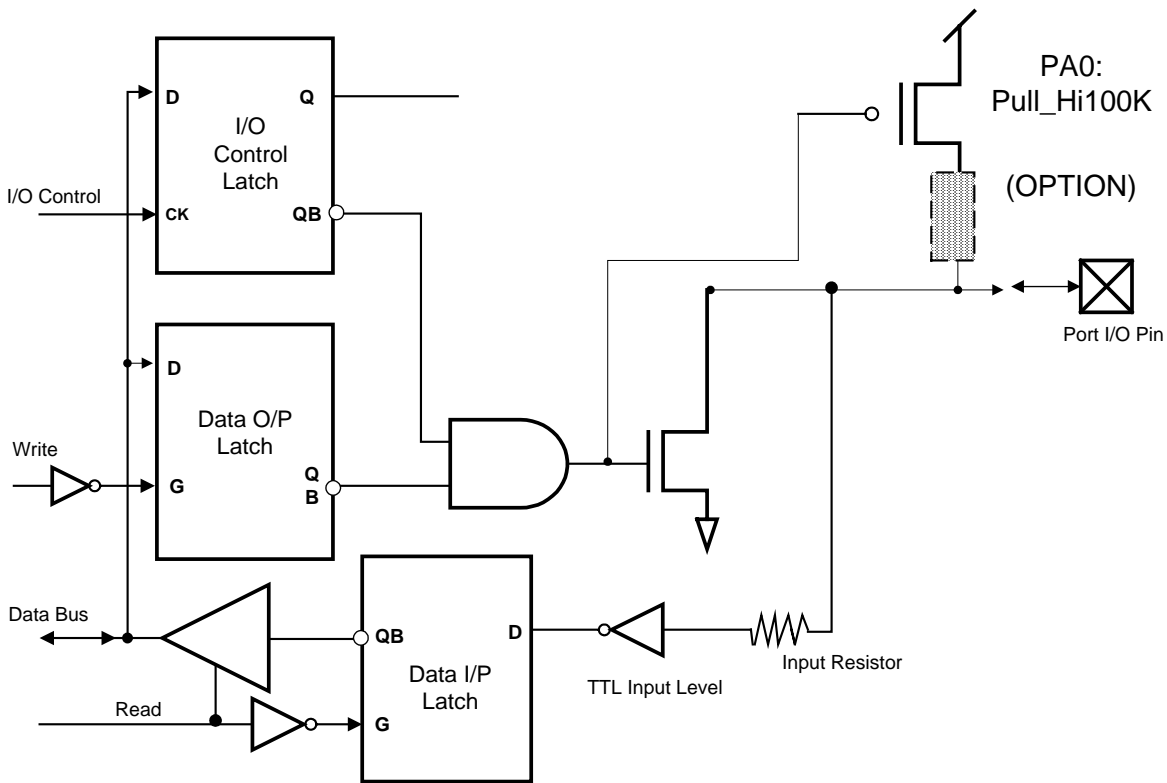 PA0:
Pull_Hi100K
(OPTION)
D
Q
I/O
Control
Latch
I/O Control
CK
QB
Port I/O Pin
D
Data O/P
Latch
Write
G
Q
B
Data Bus
QB
D
Data I/P
Latch
TTL Input Level
Input Resistor
Read
G